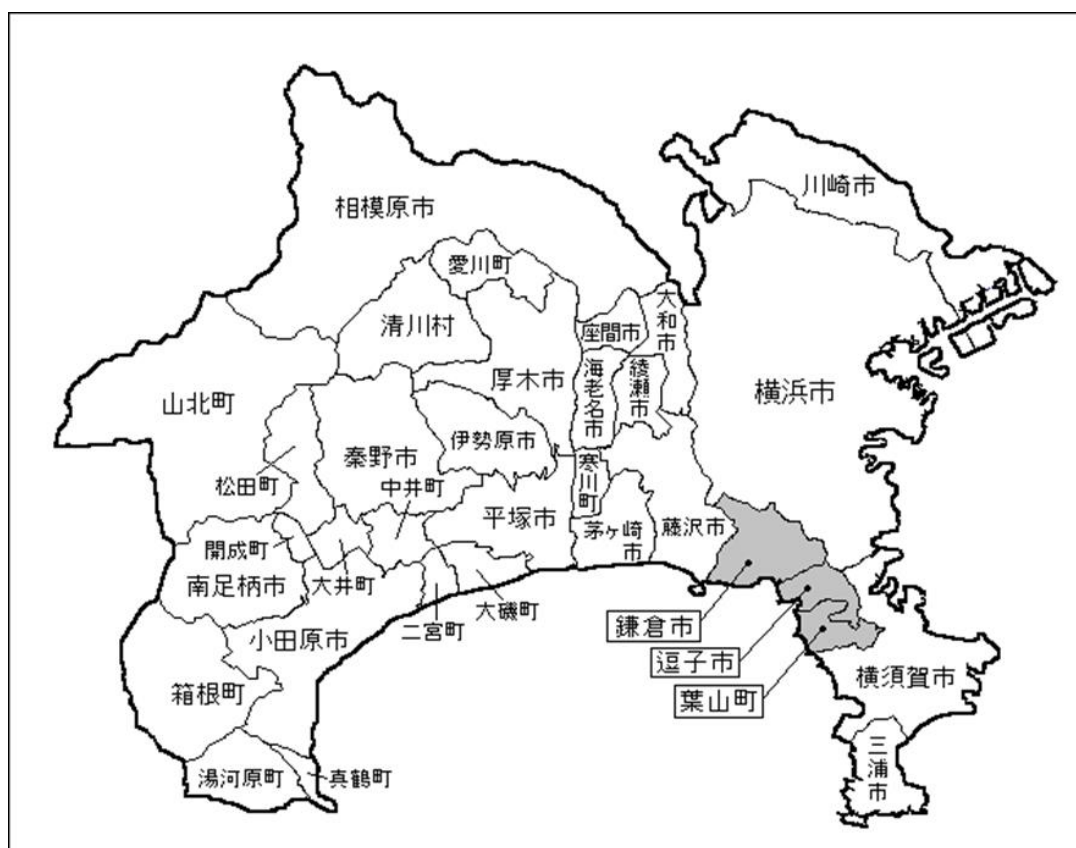 川崎市
相模原市
愛川町
大和市
清川村
座間市
厚木市
海老名市
綾瀬市
横浜市
山北町
伊勢原市
秦野市
寒川町
松田町
中井町
平塚市
茅ヶ崎市
藤沢市
開成町
南足柄市
大井町
大磯町
二宮町
鎌倉市
小田原市
逗子市
横須賀市
箱根町
葉山町
三浦市
湯河原町
真鶴町